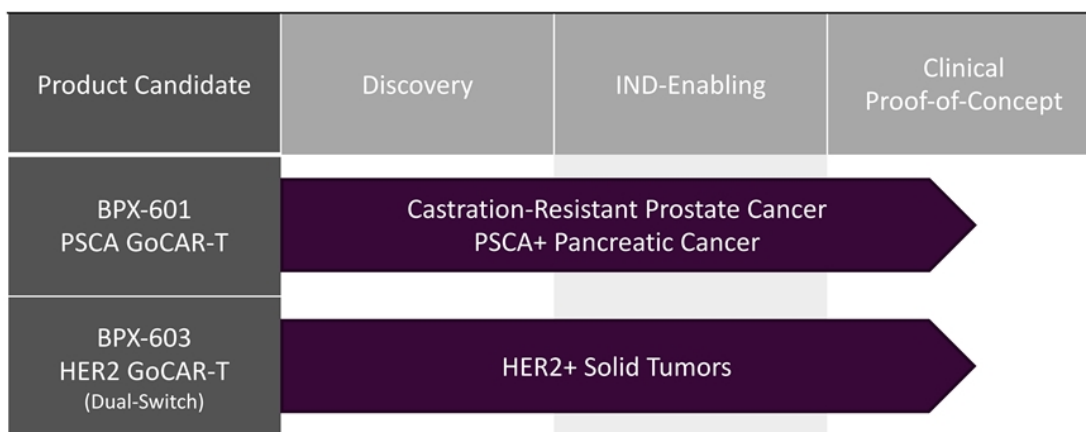 Product Candidate
Discovery
IND-Enabling
Clinical
Proof-of-Concept
BPX-601
PSCA GoCAR-T
Castration-Resistant Prostate Cancer
PSCA+ Pancreatic Cancer
BPX-603
HER2 GoCAR-T
(Dual-Switch)
HER2+ Solid Tumors